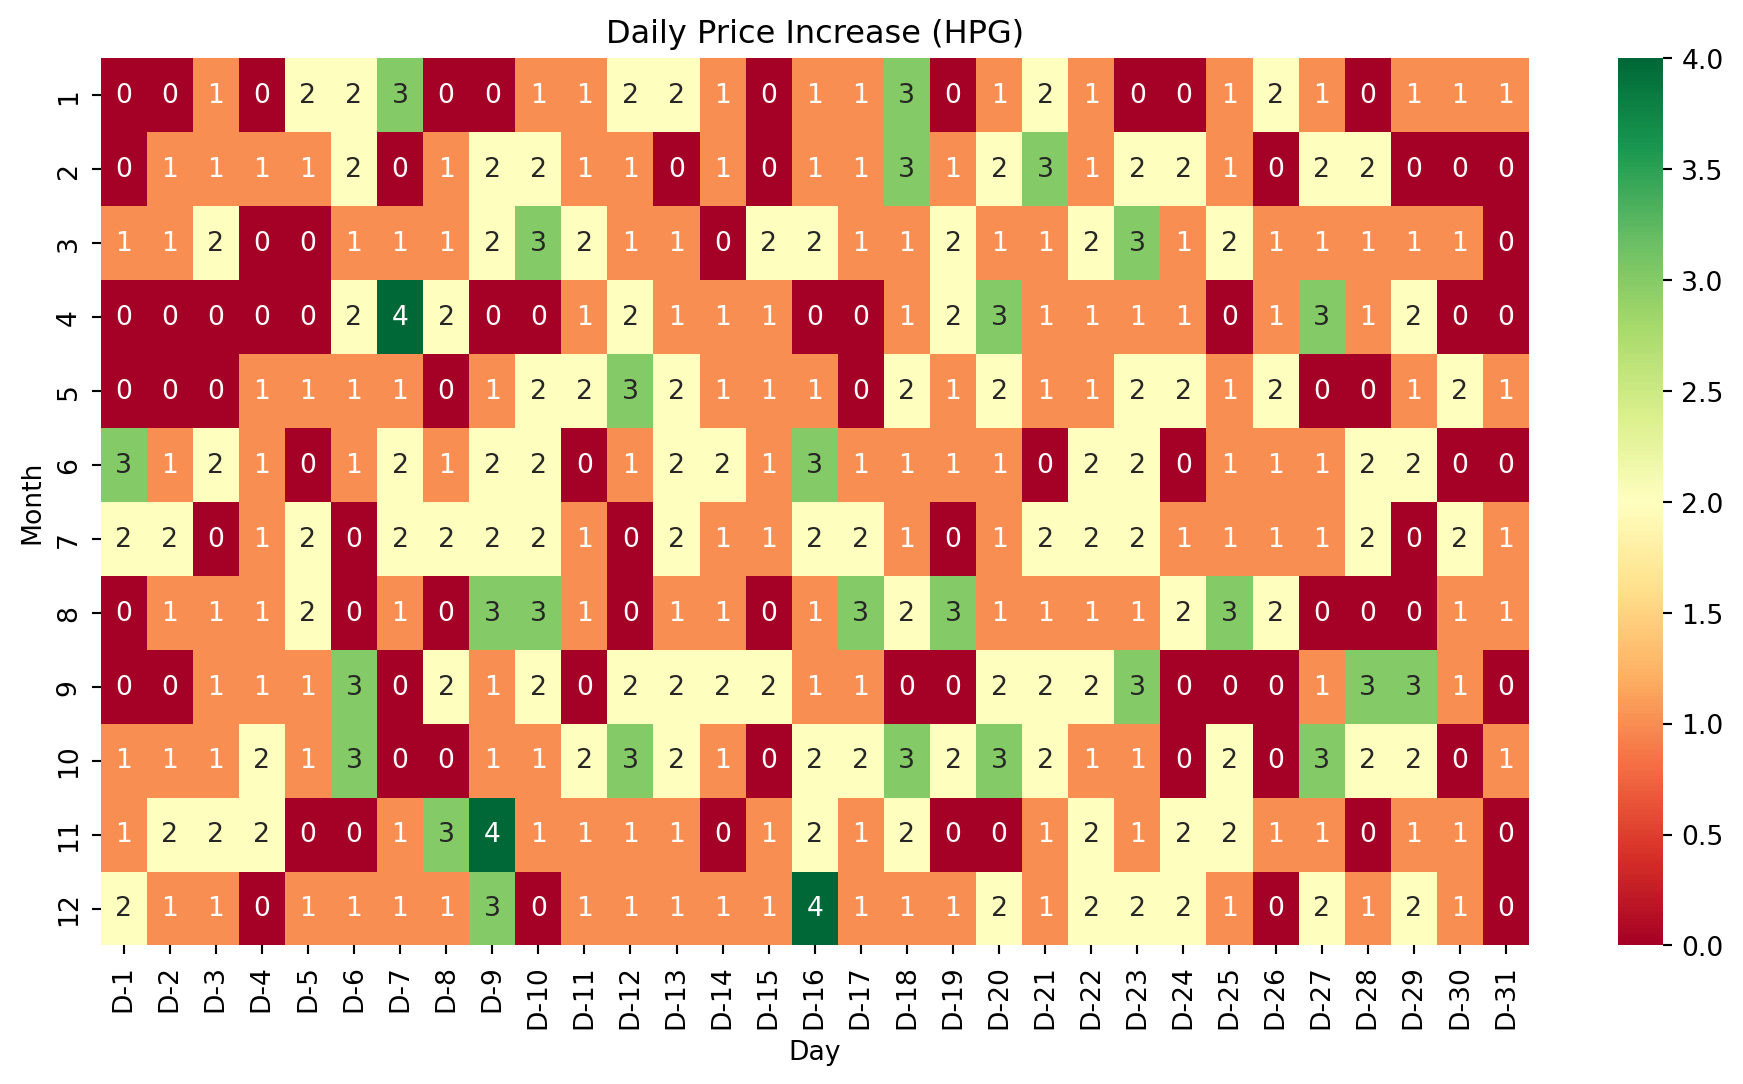 Daily Price Increase (HPG)
1 0 0 1 0 2 2 3 0 0 1 1 2 2 1 0 1 1 3 0 1 2 1 0 0 1 2 1 0 1 1 1
2 0 1 1 1 1 2 0 1 2 2 1 1 0 1 0 1 1 3 1 2 3 1 2 2 1 0 2 2 0 0 0
3 1 1 2 0 0 1 1 1 2 3 2 1 1 0 2 2 1 1 2 1 1 2 3 1 2 1 1 1 1 1 0
4 0 0 0 0 0 2 4 2 0 0 1 2 1 1 1 0 0 1 2 3 1 1 1 1 0 1 3 1 2 0 0
5 0 0 0 1 1 1 1 0 1 2 2 3 2 1 1 1 0 2 1 2 1 1 2 2 1 2 0 0 1 2 1
6 3 1 2 1 0 1 2 1 2 2 0 1 2 2 1 3 1 1 1 1 0 2 2 0 1 1 1 2 2 0 0
7 2 2 0 1 2 0 2 2 2 2 1 0 2 1 1 2 2 1 0 1 2 2 2 1 1 1 1 2 0 2 1
8 0 1 1 1 2 0 1 0 3 3 1 0 1 1 0 1 3 2 3 1 1 1 1 2 3 2 0 0 0 1 1
9 0 0 1 1 1 3 0 2 1 2 0 2 2 2 2 1 1 0 0 2 2 2 3 0 0 0 1 3 3 1 0
10 1 1 1 2 1 3 0 0 1 1 2 3 2 1 0 2 2 3 2 3 2 1 1 0 2 0 3 2 2 0 1
11 1 2 2 2 0 0 1 3 4 1 1 1 1 0 1 2 1 2 0 0 1 2 1 2 2 1 1 0 1 1 0
12 2 1 1 0 1 1 1 1 3 0 1 1 1 1 1 4 1 1 1 2 1 2 2 2 1 0 2 1 2 1 0
Month
D-1 D-2 D-3 D-4 D-5 D-6 D-7 D-8 D-9 D-10 D-11 D-12 D-13 D-14 D-15 D-16 D-17 D-18 D-19 D-20 D-21 D-22 D-23 D-24 D-25 D-26 D-27 D-28 D-29 D-30 D-31
Day
4.0
3.5
3.0
2.5
2.0
1.5
1.0
0.5
0.0